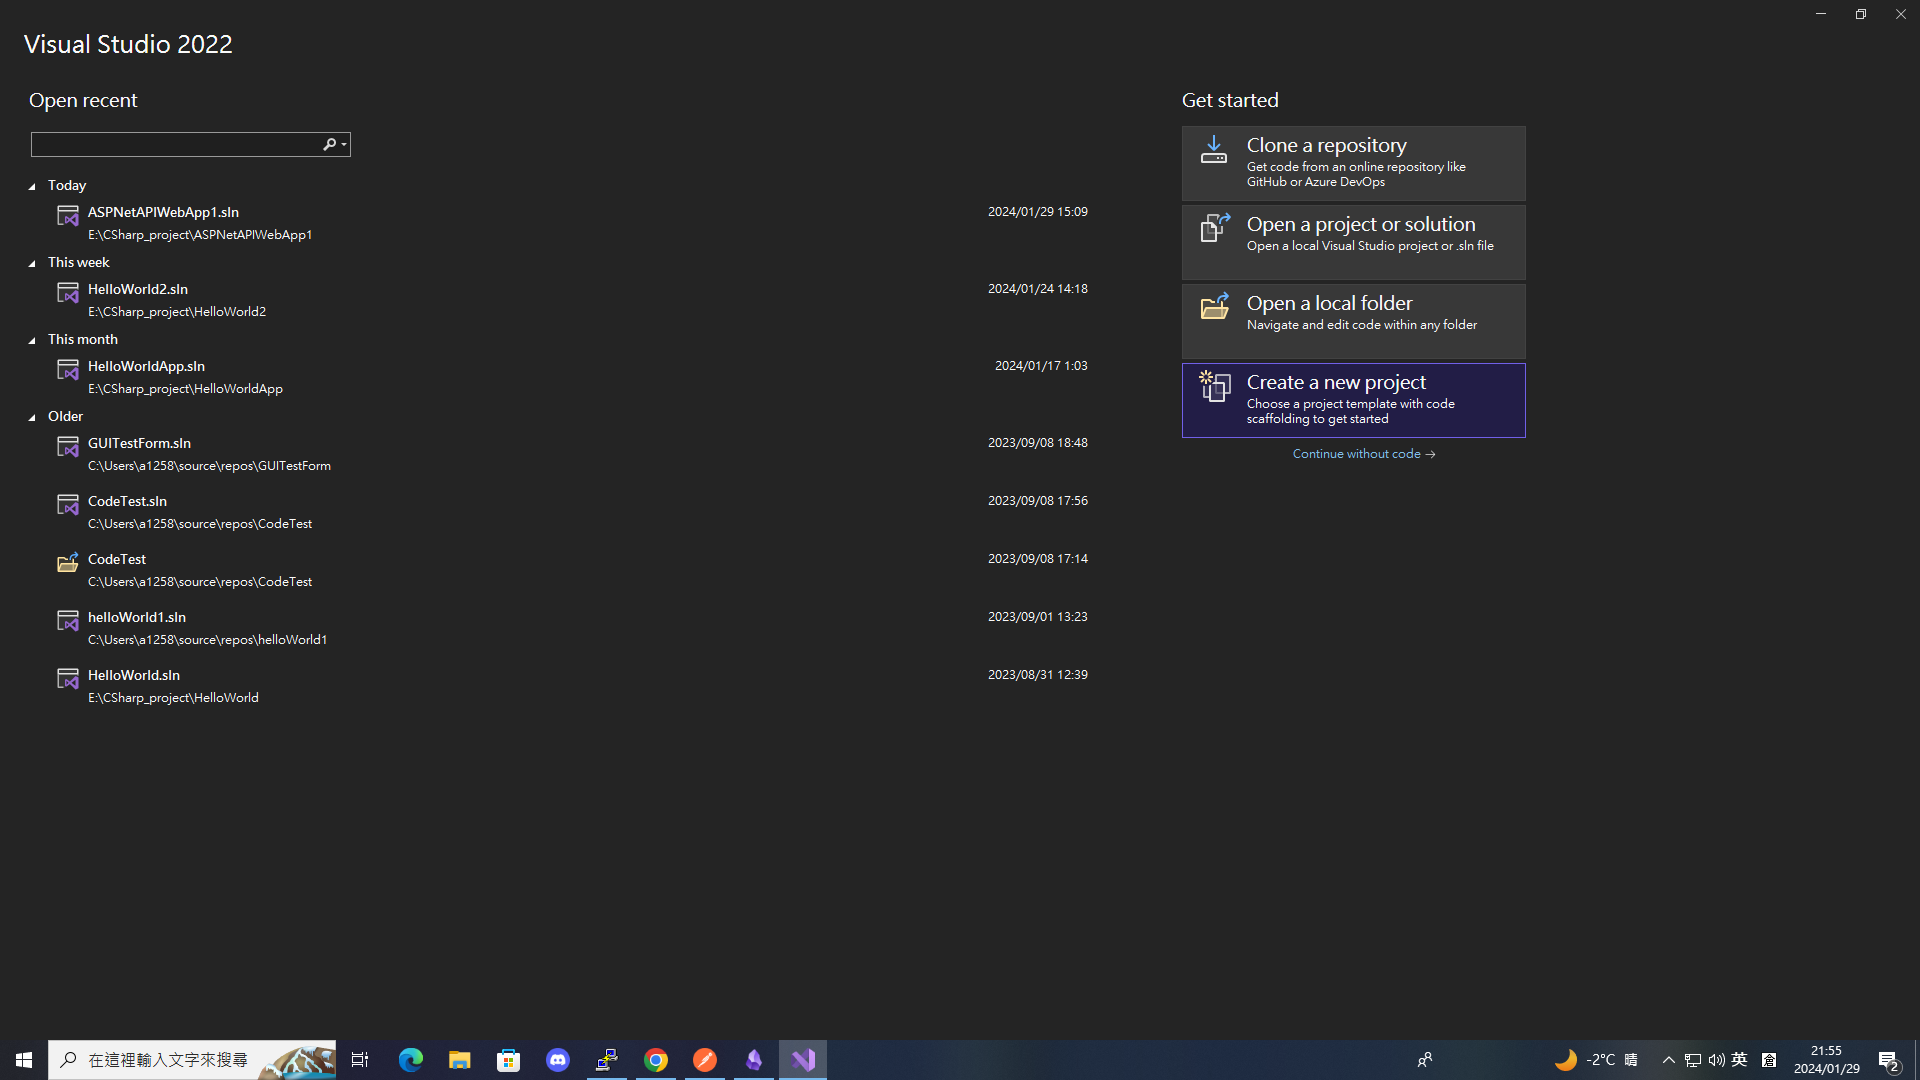 Visual Studio 2022
Open recent
Today
ASPNetAPIWebApp1.sln 2024/01/29 15:09
E:\CSharp_project\ASPNetAPIWebApp1
This week
HelloWorld2.sln 2024/01/24 14:18
E:\CSharp_project\HelloWorld2
This month
HelloWorldApp.sln 2024/01/17 1:03
E:\CSharp_project\HelloWorldApp
Older
GUITestForm.sln 2023/09/08 18:48
C:\Users\a1258\source\repos\GUITestForm
CodeTest.sln 2023/09/08 17:56
C:\Users\a1258\source\repos\CodeTest
CodeTest 2023/09/08 17:14
C:\Users\a1258\source\repos\CodeTest
helloWorld1.sln 2023/09/01 13:23
C:\Users\a1258\source\repos\helloWorld1
HelloWorld.sln 2023/08/31 12:39
E:\CSharp_project\HelloWorld
Get started
Clone a repository
Get code from an online repository like
GitHub or Azure DevOps
Open a project or solution
Open a local Visual Studio project or .sln file
Open a local folder
Navigate and edit code within any folder
Create a new project
Choose a project template with code
scaffolding to get started
Continue without code →
在這裡輸入文字來搜尋
-2°C 晴
英
倉
21:55
2024/01/29
2